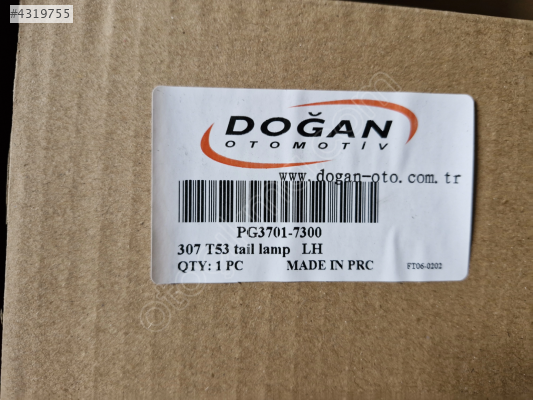 #4319755
DOĞAN
OTOMOTİV
www.dogan-oto.com.tr
PG3701-7300
307 T53 tail lamp LH
QTY: 1 PC MADE IN PRC FT06-0202